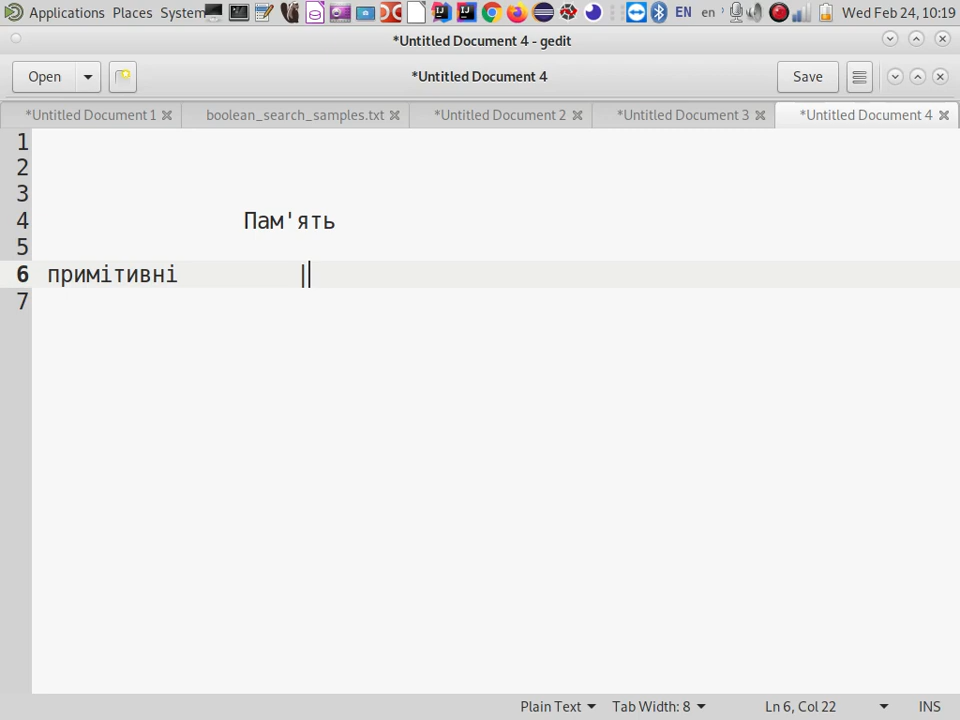 Applications Places System EN en Wed Feb 24, 10:19
*Untitled Document 4 - gedit
Open *Untitled Document 4 Save
*Untitled Document 1 boolean_search_samples.txt *Untitled Document 2 *Untitled Document 3 *Untitled Document 4
1
2
3
4 Пам'ять
5
6 примітивні |
7
Plain Text Tab Width: 8 Ln 6, Col 22 INS